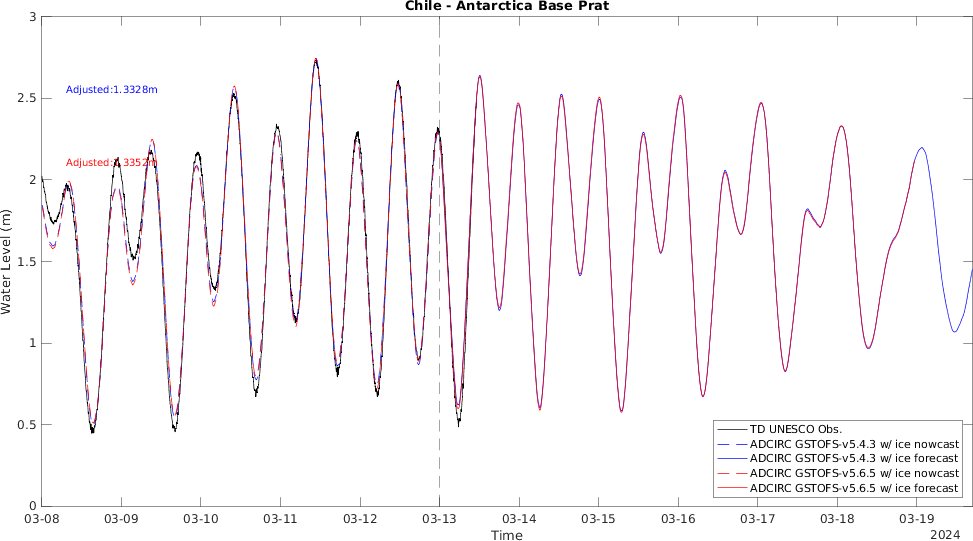 Chile - Antarctica Base Prat
Water Level (m)
3
2.5
2
1.5
1
0.5
0
Adjusted:1.3328m
Adjusted:1.3352m
TD UNESCO Obs.
ADCIRC GSTOFS-v5.4.3 w/ ice nowcast
ADCIRC GSTOFS-v5.4.3 w/ ice forecast
ADCIRC GSTOFS-v5.6.5 w/ ice nowcast
ADCIRC GSTOFS-v5.6.5 w/ ice forecast
03-08 03-09 03-10 03-11 03-12 03-13 03-14 03-15 03-16 03-17 03-18 03-19
Time
2024